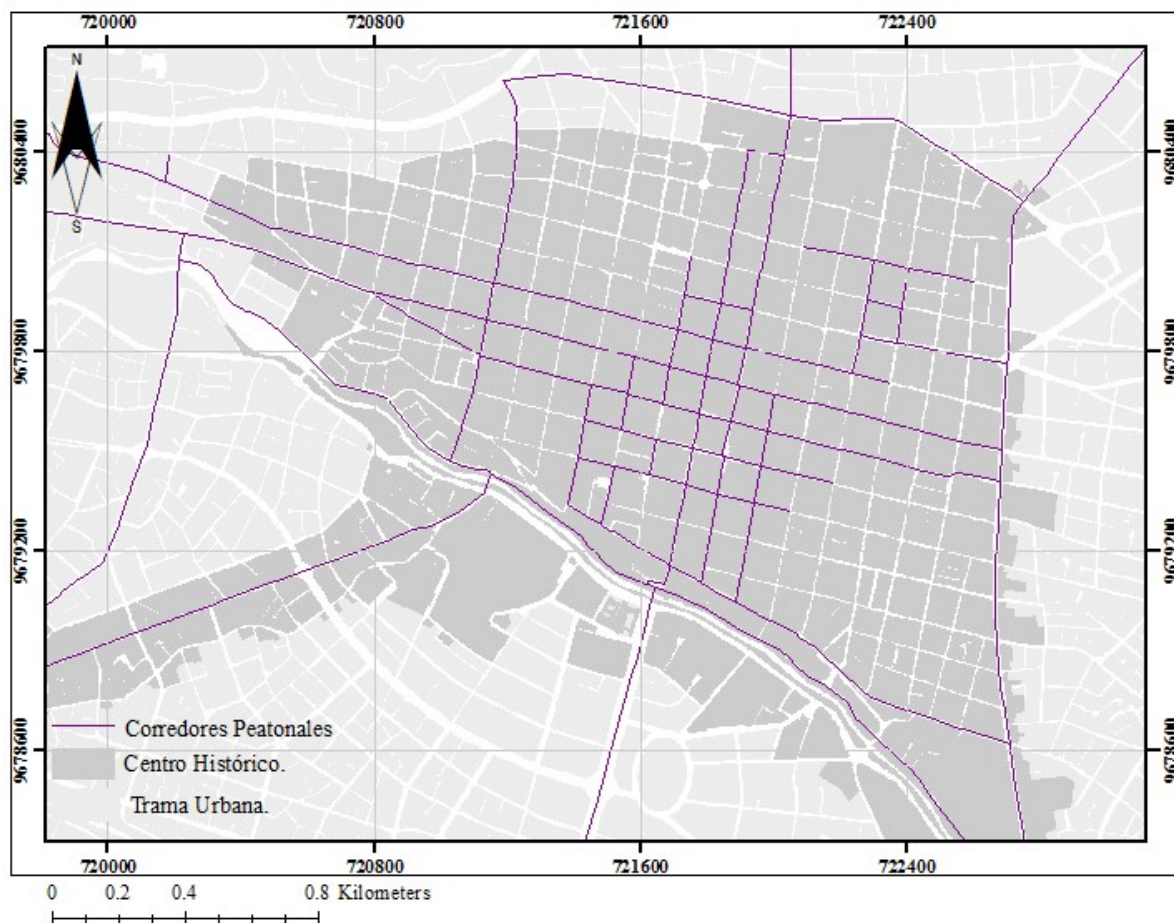 720000 720800 721600 722400
N
9680400 9680400
S
9679800 9679800
9679200 9679200
Corredores Peatonales
Centro Histórico.
9678600 9678600
Trama Urbana.
720000 720800 721600 722400
0 0.2 0.4 0.8 Kilometers